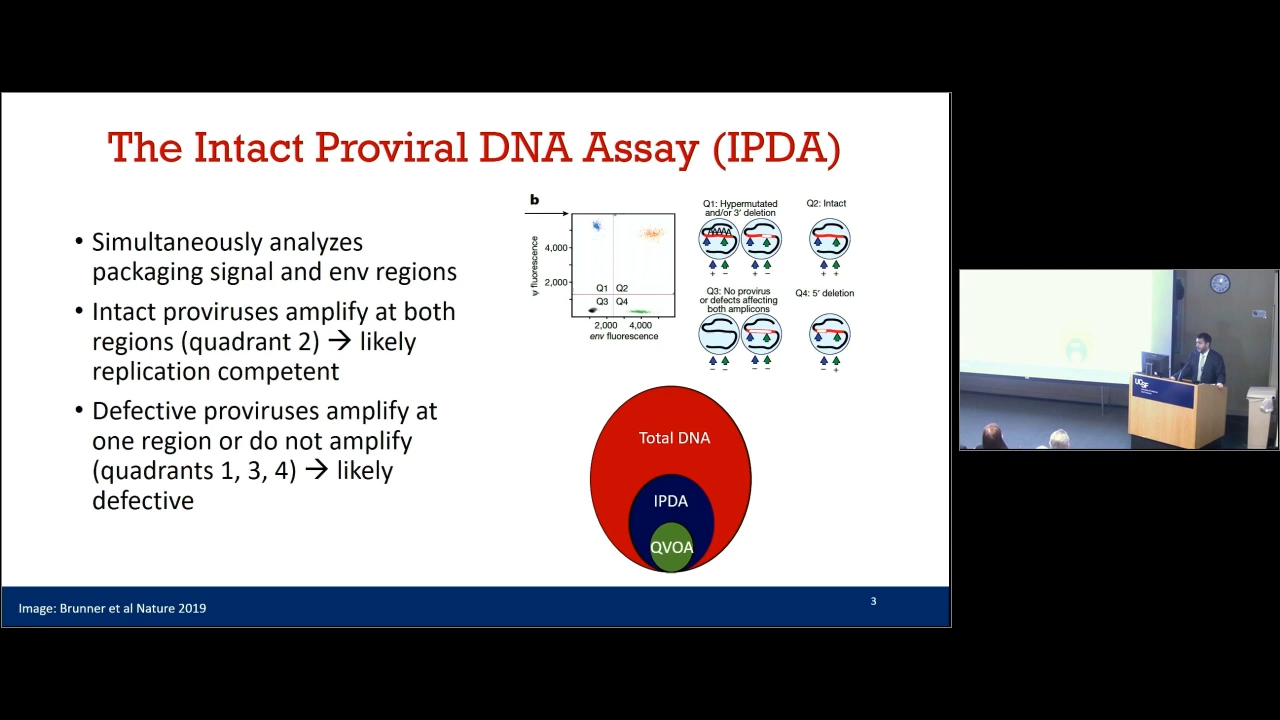 The Intact Proviral DNA Assay (IPDA)
• Simultaneously analyzes
packaging signal and env regions
• Intact proviruses amplify at both
regions (quadrant 2) → likely
replication competent
• Defective proviruses amplify at
one region or do not amplify
(quadrants 1, 3, 4) → likely
defective
b
ψ fluorescence
4,000
2,000
Q1 Q2
Q3 Q4
2,000 4,000
env fluorescence
Q1: Hypermutated
and/or 3′ deletion
AAAAA
+ − + −
Q2: Intact
+ +
Q3: No provirus
or defects affecting
both amplicons
− − − −
Q4: 5′ deletion
− +
Total DNA
IPDA
QVOA
Image: Brunner et al Nature 2019
3
UCSF